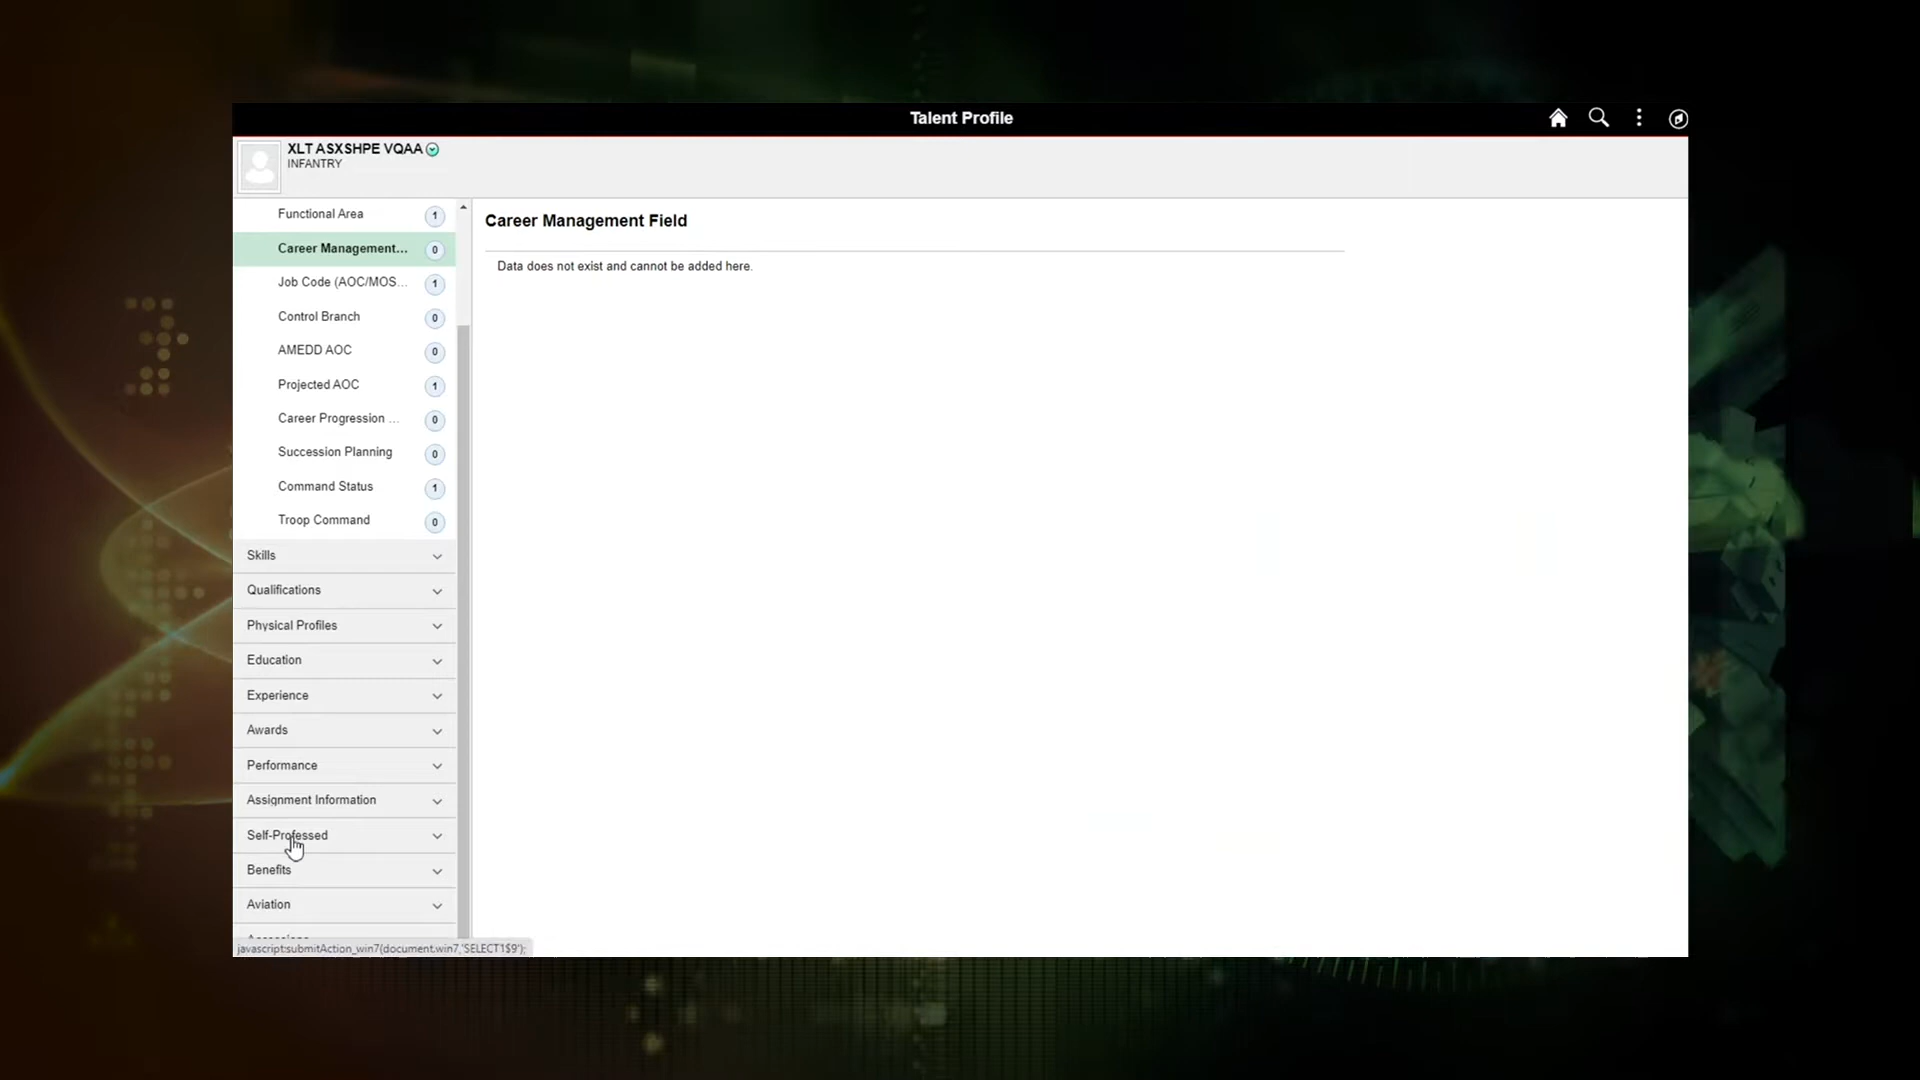 Talent Profile
XLT ASXSHPE VQAA
INFANTRY
Functional Area 1
Career Management... 0
Job Code (AOC/MOS... 1
Control Branch 0
AMEDD AOC 0
Projected AOC 1
Career Progression ... 0
Succession Planning 0
Command Status 1
Troop Command 0
Skills
Qualifications
Physical Profiles
Education
Experience
Awards
Performance
Assignment Information
Self-Professed
Benefits
Aviation
javascript:submitAction_win7(document.win7,'SELECT1$9');
Career Management Field
Data does not exist and cannot be added here.